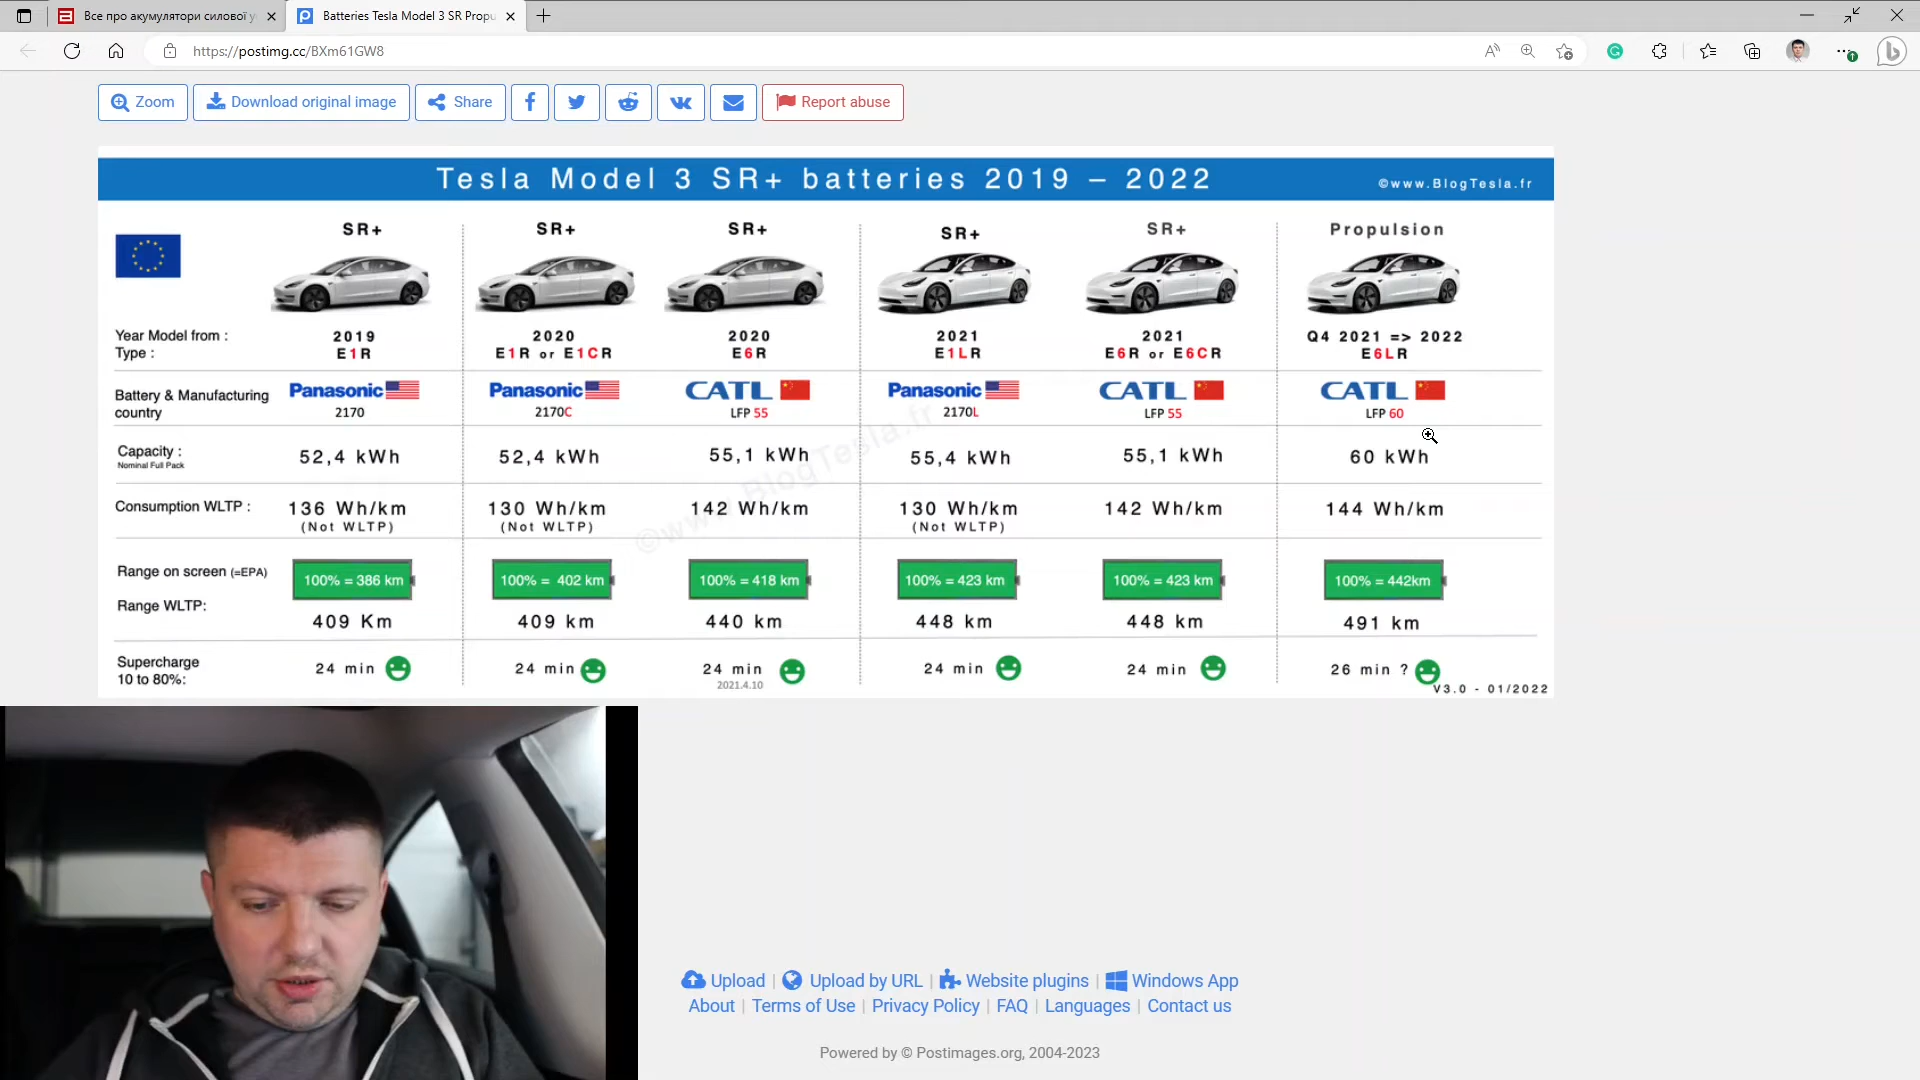 Все про акумулятори силової у
Batteries Tesla Model 3 SR Propu
https://postimg.cc/BXm61GW8
Zoom
Download original image
Share
Report abuse
Tesla Model 3 SR+ batteries 2019 – 2022
©www.BlogTesla.fr
SR+ SR+ SR+ SR+ SR+ Propulsion
Year Model from : 2019 2020 2020 2021 2021 Q4 2021 => 2022
Type : E1R E1R or E1CR E6R E1LR E6R or E6CR E6LR
Battery & Manufacturing Panasonic Panasonic CATL Panasonic CATL CATL
country 2170 2170C LFP 55 2170L LFP 55 LFP 60
Capacity : 52,4 kWh 52,4 kWh 55,1 kWh 55,4 kWh 55,1 kWh 60 kWh
Nominal Full Pack
Consumption WLTP : 136 Wh/km 130 Wh/km 142 Wh/km 130 Wh/km 142 Wh/km 144 Wh/km
(Not WLTP) (Not WLTP) (Not WLTP)
Range on screen (=EPA) 100% = 386 km 100% = 402 km 100% = 418 km 100% = 423 km 100% = 423 km 100% = 442km
Range WLTP: 409 Km 409 km 440 km 448 km 448 km 491 km
Supercharge 24 min 24 min 24 min 24 min 24 min 26 min ?
10 to 80%: 2021.4.10
V3.0 - 01/2022
©www.BlogTesla.fr
Upload | Upload by URL | Website plugins | Windows App
About | Terms of Use | Privacy Policy | FAQ | Languages | Contact us
Powered by © Postimages.org, 2004-2023